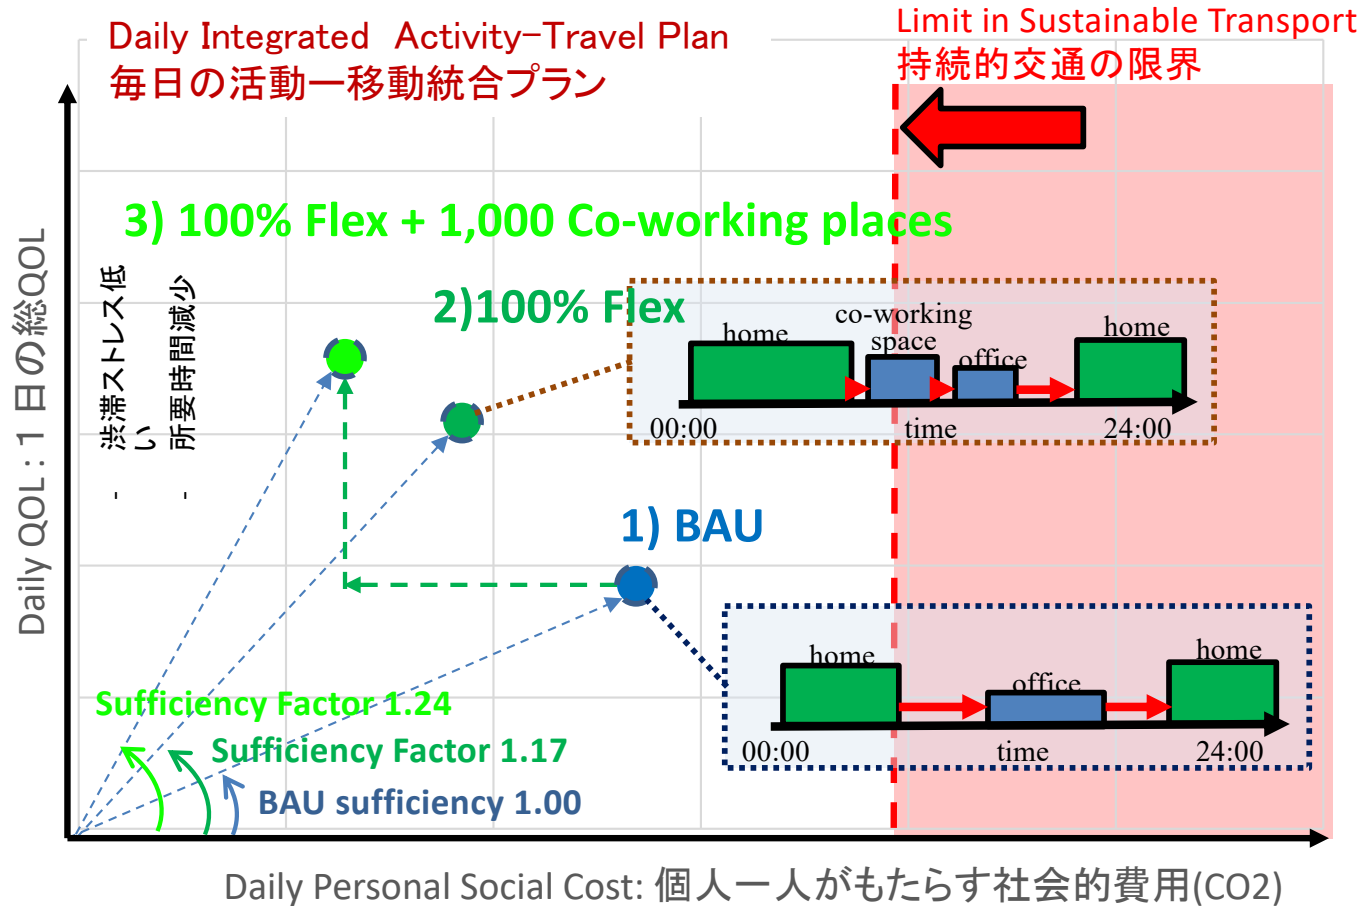 Daily Integrated Activity-Travel Plan
毎日の活動ー移動統合プラン
Limit in Sustainable Transport
持続的交通の限界
3) 100% Flex + 1,000 Co-working places
2)100% Flex
- 渋滞ストレス低
い
- 所要時間減少
home
co-working
space
office
home
00:00
time
24:00
1) BAU
home
office
home
00:00
time
24:00
Sufficiency Factor 1.24
Sufficiency Factor 1.17
BAU sufficiency 1.00
Daily QOL : 1 日の総QOL
Daily Personal Social Cost: 個人一人がもたらす社会的費用(CO2)